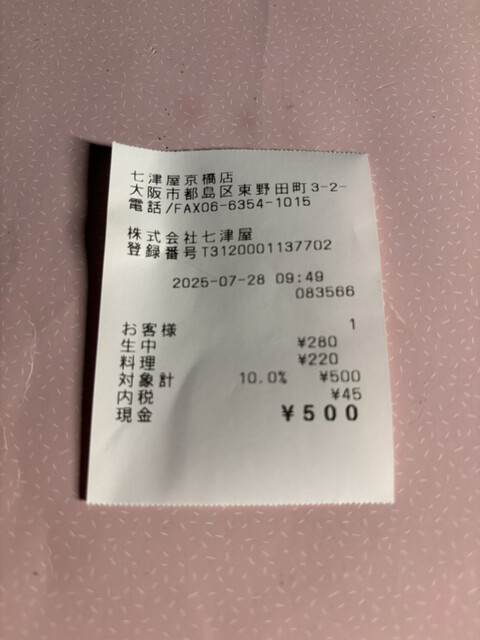 七津屋京橋店
大阪市都島区東野田町3-2-
電話/FAX06-6354-1015
株式会社七津屋
登録番号T3120001137702
2025-07-28 09:49
083566
お客様 1
生中 ¥280
料理 ¥220
対象計 10.0% ¥500
内税 ¥45
現金 ¥500